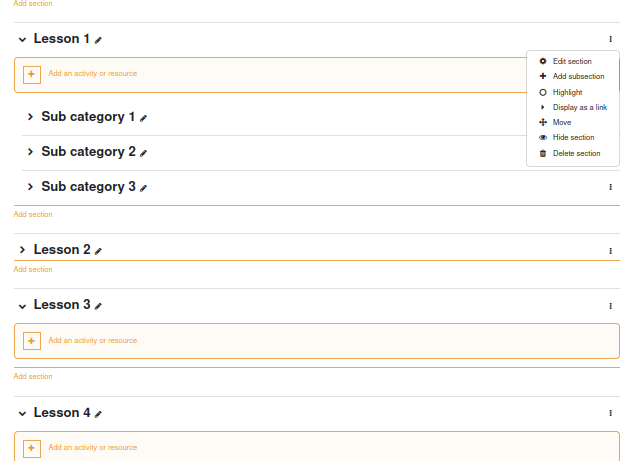 Add section
Lesson 1
Edit section
Add an activity or resource
Add subsection
Highlight
Display as a link
Sub category 1
Move
Hide section
Sub category 2
Delete section
Sub category 3
Add section
Lesson 2
Add section
Lesson 3
Add an activity or resource
Add section
Lesson 4
Add an activity or resource